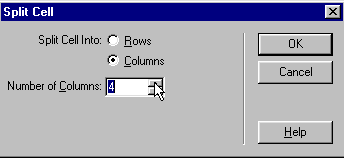 Split Cell
Split Cell Into: Rows
Columns
Number of Columns: 4
OK
Cancel
Help